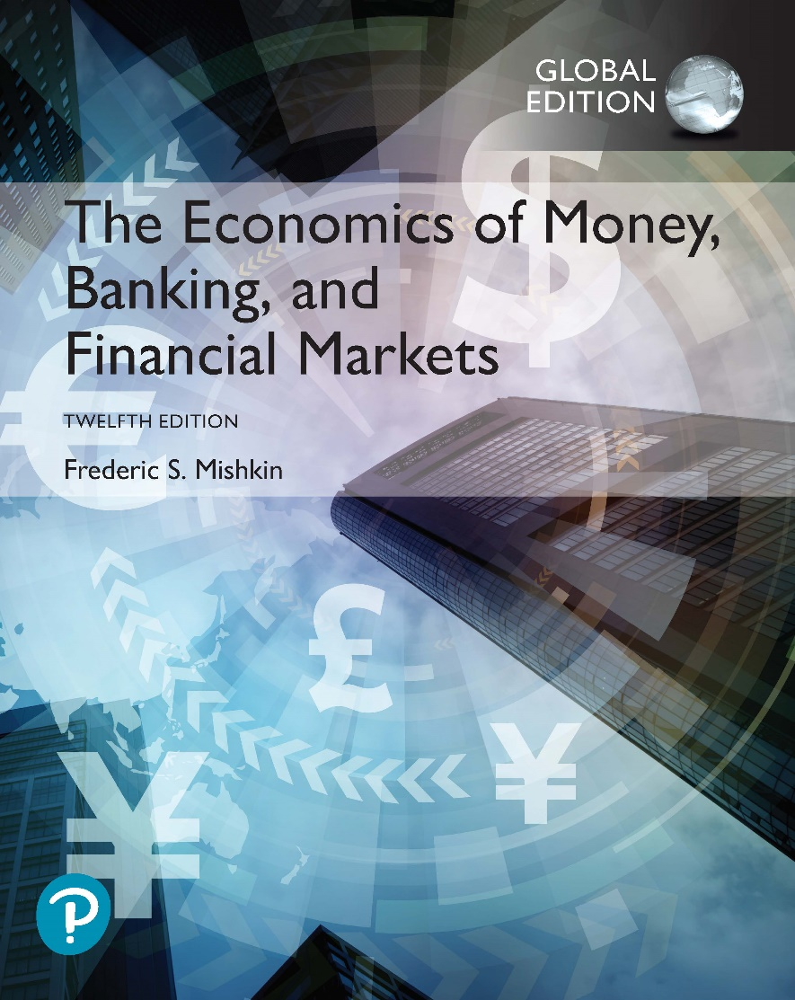 GLOBAL
EDITION
The Economics of Money,
Banking, and
Financial Markets
TWELFTH EDITION
Frederic S. Mishkin
$
€
£
¥
¥
P